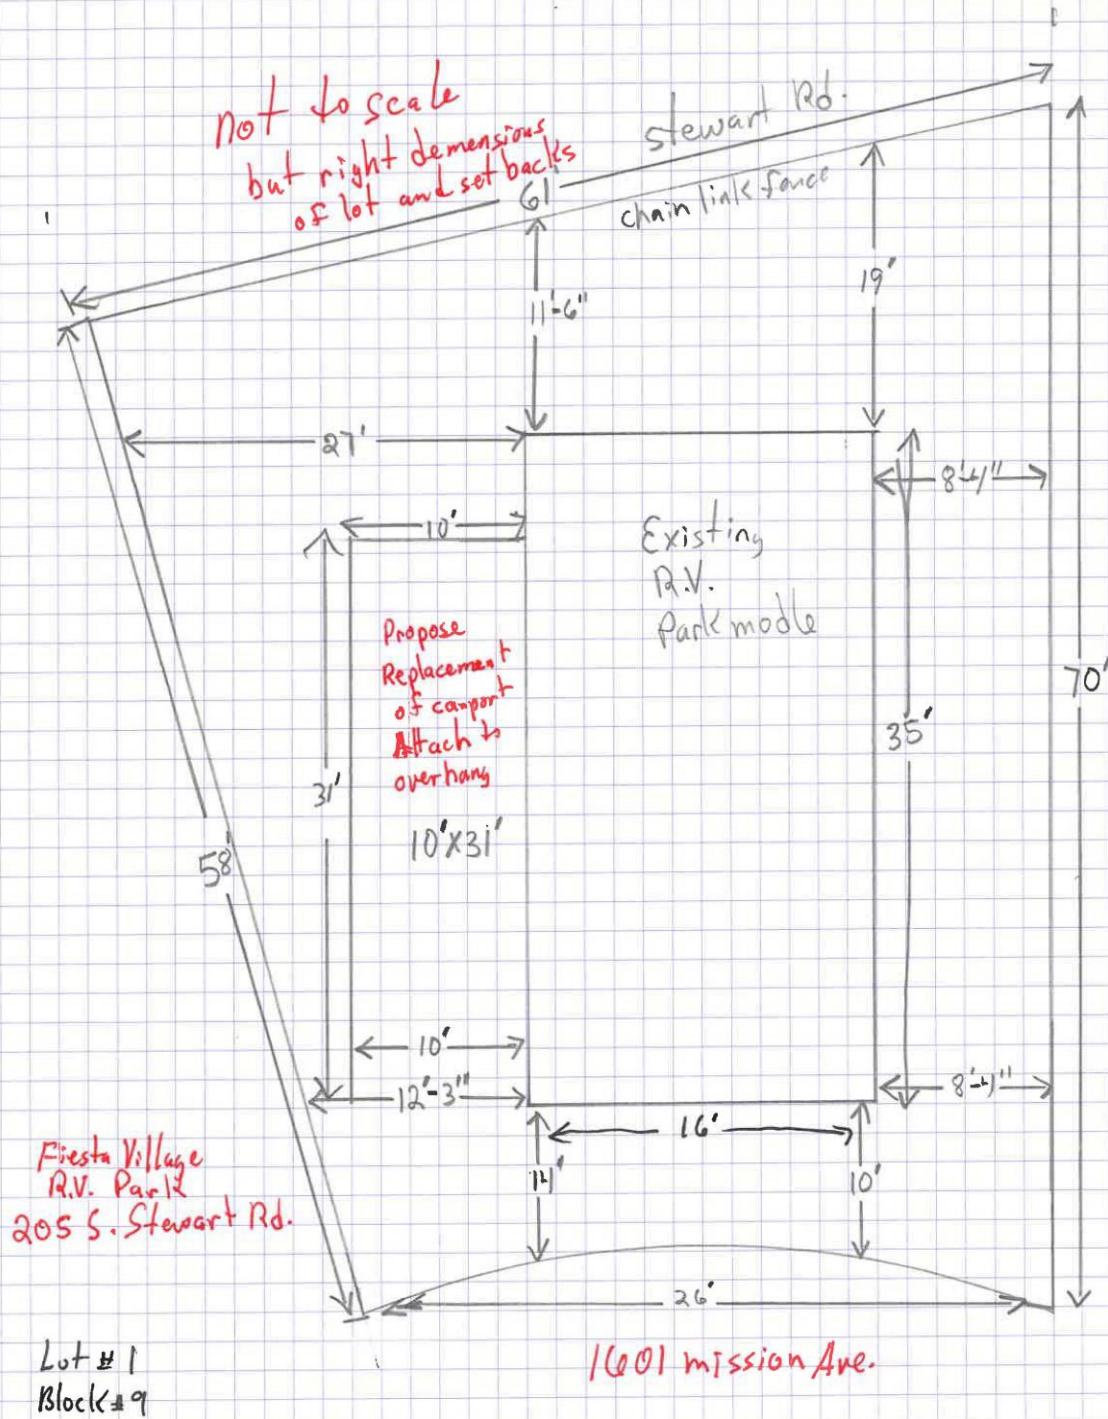 not to scale
but right demensious
of lot and set backs
Stewart Rd.
61'
chain link fence
11'-6"
19'
27'
8'-4"
10'
Existing
R.V.
Park modle
Propose
Replacement
of carport
Attach to
overhang
10'X31'
31'
35'
70'
58'
10'
12'-3"
8'-4"
16'
11'
10'
26'
Fiesta Village
R.V. Park
205 S. Stewart Rd.
1601 mission Ave.
Lot # 1
Block #9